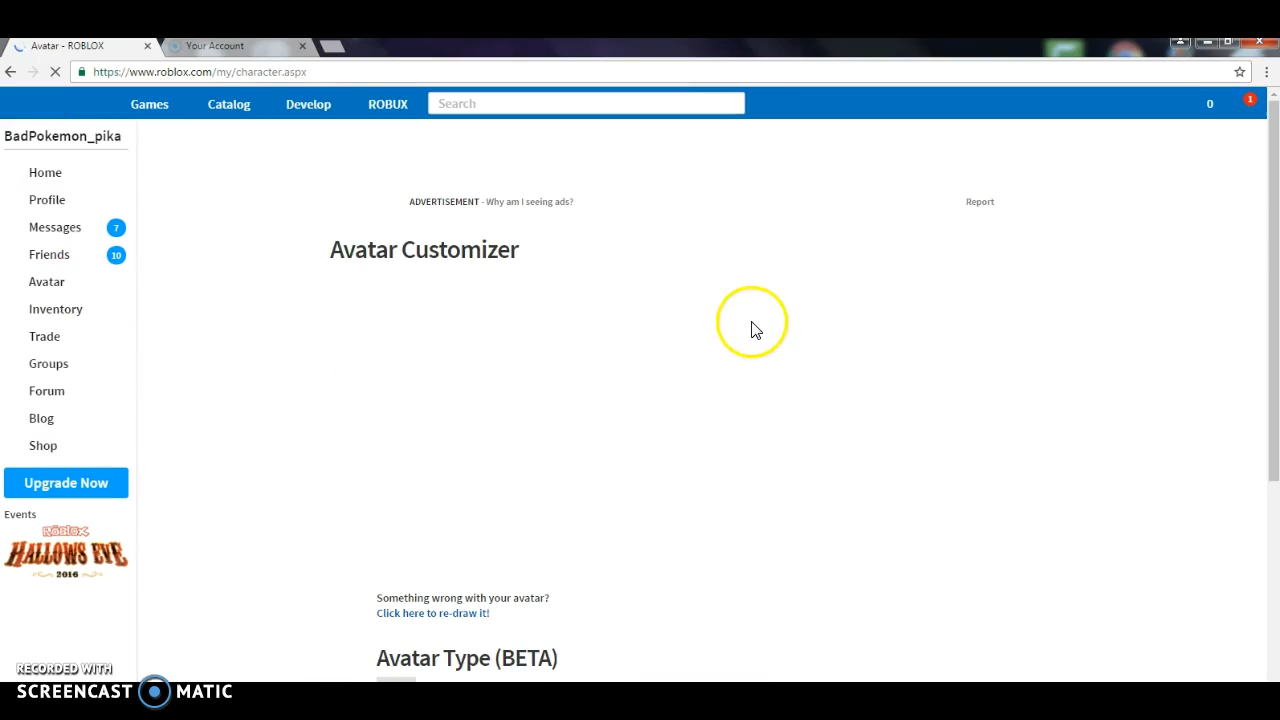 Avatar - ROBLOX
Your Account
https://www.roblox.com/my/character.aspx
Games
Catalog
Develop
ROBUX
Search
0
1
BadPokemon_pika
Home
Profile
Messages 7
Friends 10
Avatar
Inventory
Trade
Groups
Forum
Blog
Shop
Upgrade Now
Events
ROBLOX
HALLOWS EVE
2016
ADVERTISEMENT - Why am I seeing ads?
Report
Avatar Customizer
Something wrong with your avatar?
Click here to re-draw it!
Avatar Type (BETA)
RECORDED WITH
SCREENCAST MATIC